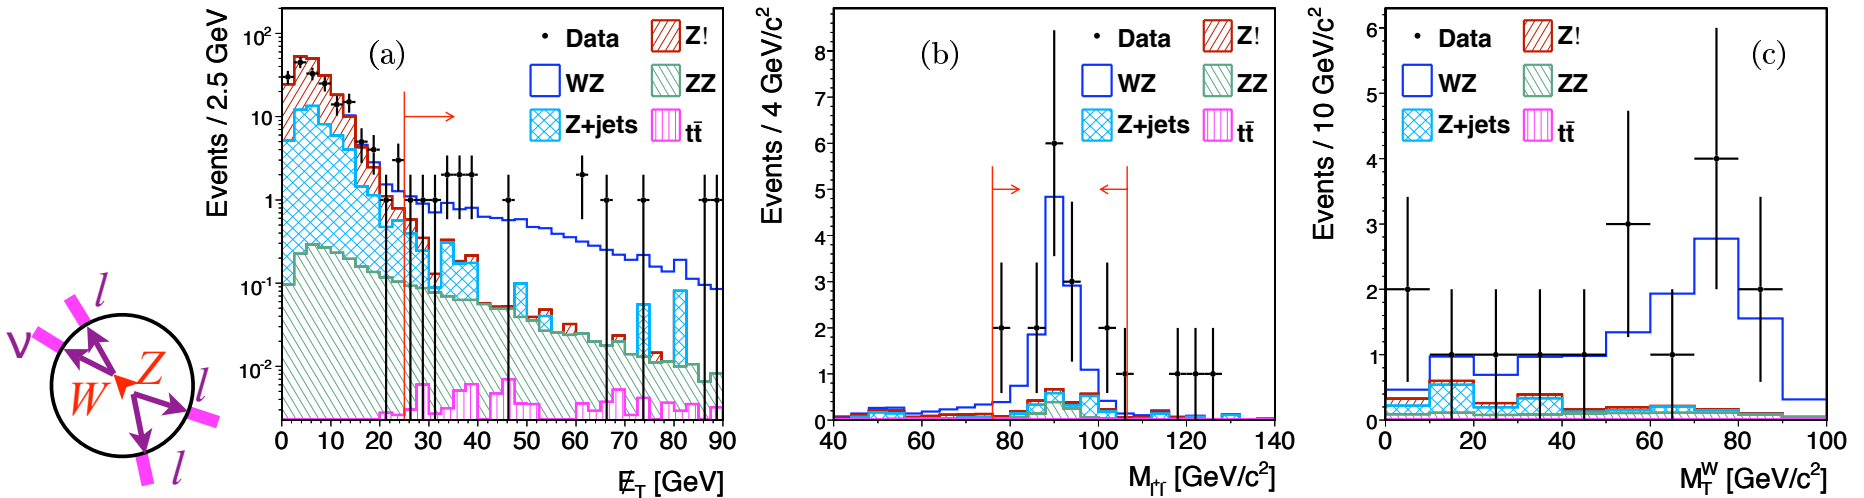 l
ν
W
Z
l
l
Events / 2.5 GeV
10²
10
1
10⁻¹
10⁻²
(a)
Data
WZ
Z+jets
Z!
ZZ
tt̄
0 10 20 30 40 50 60 70 80 90
E̸_T [GeV]
Events / 4 GeV/c²
8
7
6
5
4
3
2
1
0
(b)
Data
WZ
Z+jets
Z!
ZZ
tt̄
40 60 80 100 120 140
M_l⁺l⁻ [GeV/c²]
Events / 10 GeV/c²
6
5
4
3
2
1
0
(c)
Data
WZ
Z+jets
Z!
ZZ
tt̄
0 20 40 60 80 100
M_T^W [GeV/c²]